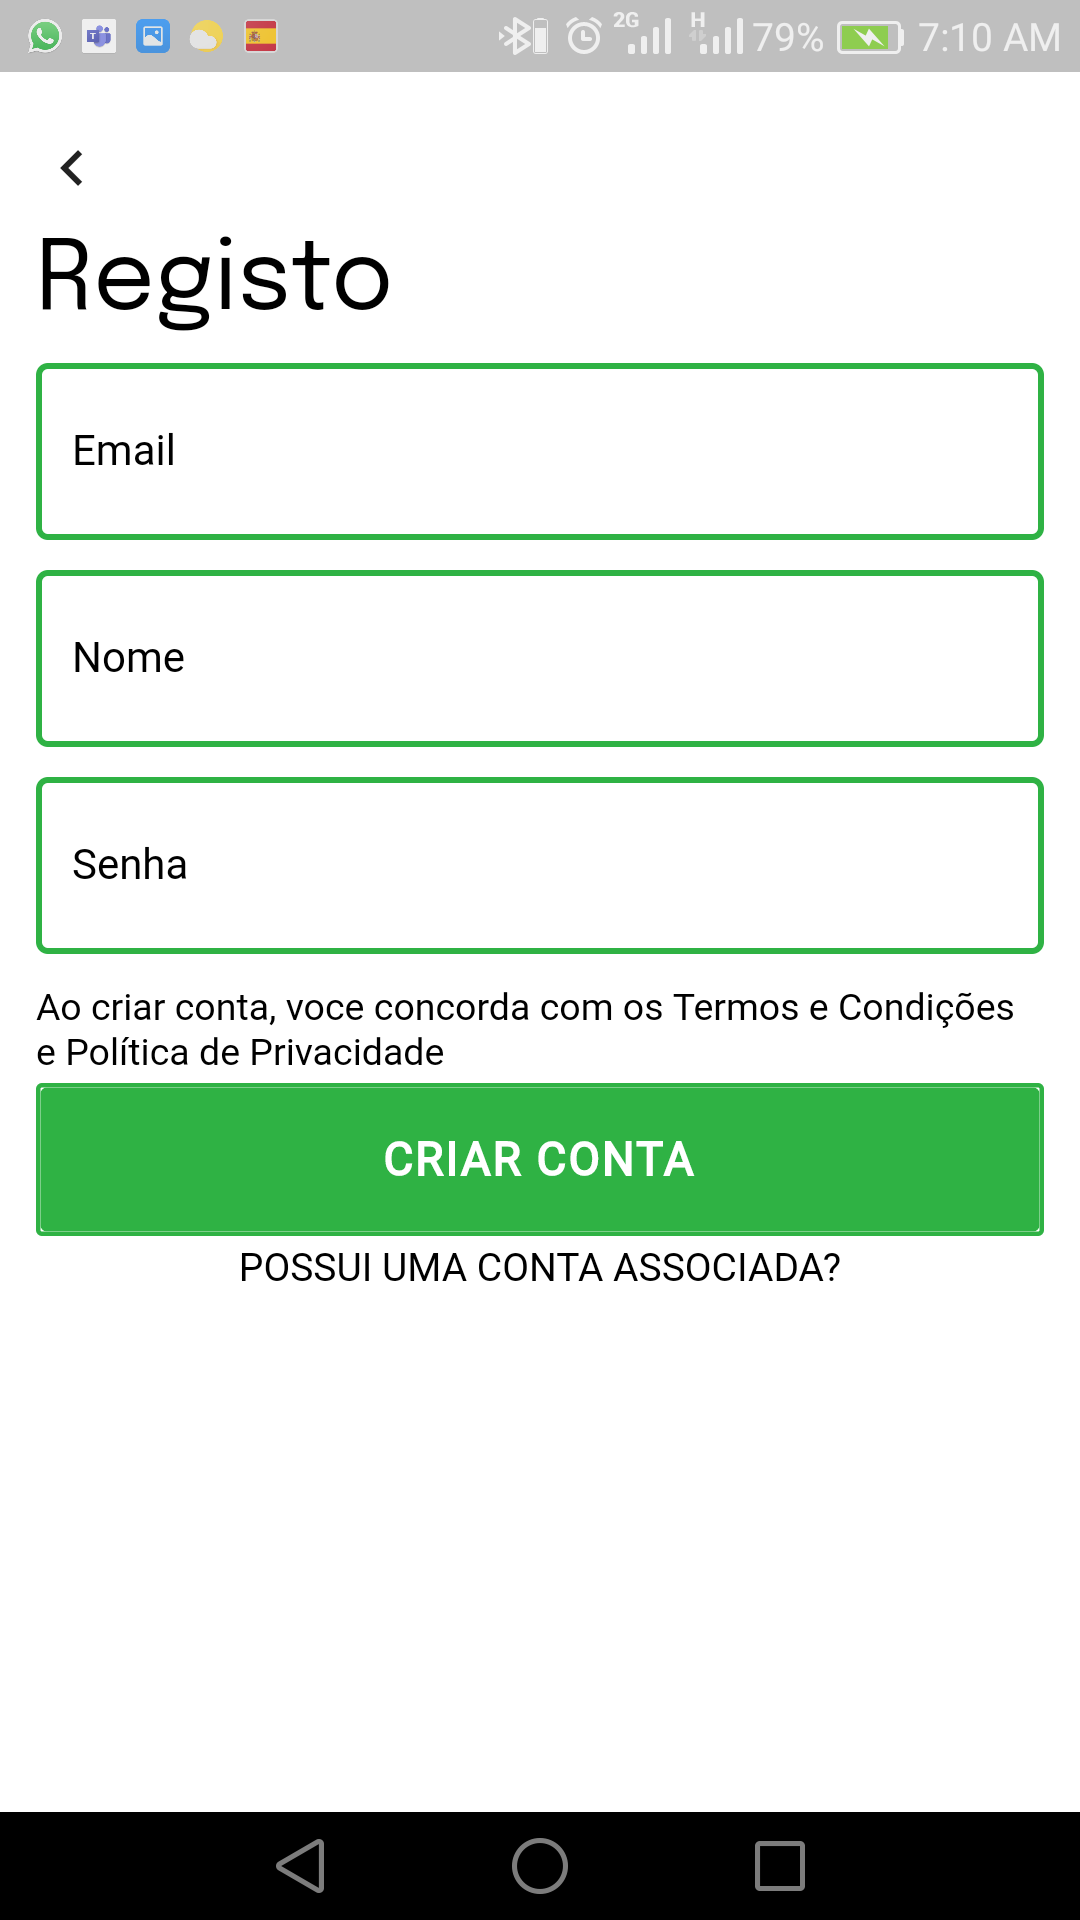 2G H 79% 7:10 AM
Registo
Email
Nome
Senha
Ao criar conta, voce concorda com os Termos e Condições
e Política de Privacidade
CRIAR CONTA
POSSUI UMA CONTA ASSOCIADA?